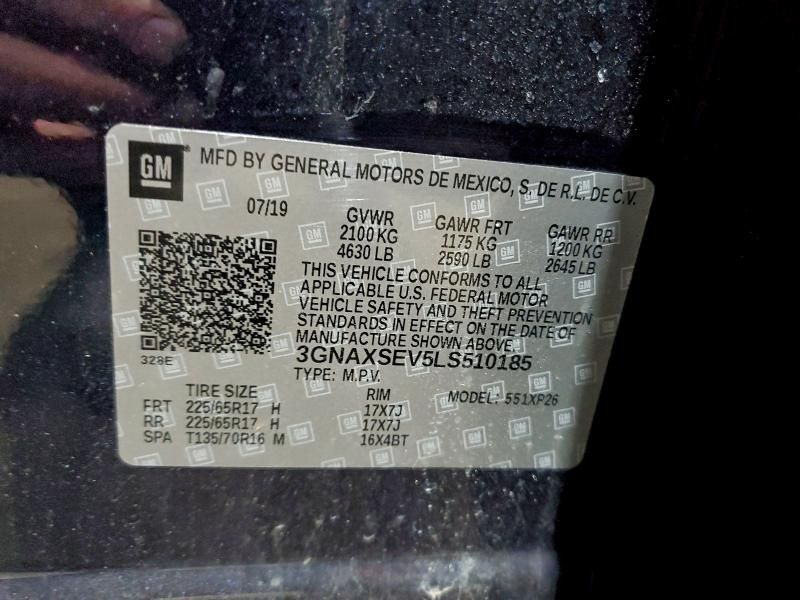 GM
MFD BY GENERAL MOTORS DE MEXICO, S. DE R.L. DE C.V.
07/19
GVWR GAWR FRT GAWR RR
2100 KG 1175 KG 1200 KG
4630 LB 2590 LB 2645 LB
THIS VEHICLE CONFORMS TO ALL
APPLICABLE U.S. FEDERAL MOTOR
VEHICLE SAFETY AND THEFT PREVENTION
STANDARDS IN EFFECT ON THE DATE OF
MANUFACTURE SHOWN ABOVE.
328E
3GNAXSEV5LS510185
TYPE: M.P.V.
TIRE SIZE RIM MODEL: 551XP26
FRT 225/65R17 H 17X7J
RR 225/65R17 H 17X7J
SPA T135/70R16 M 16X4BT